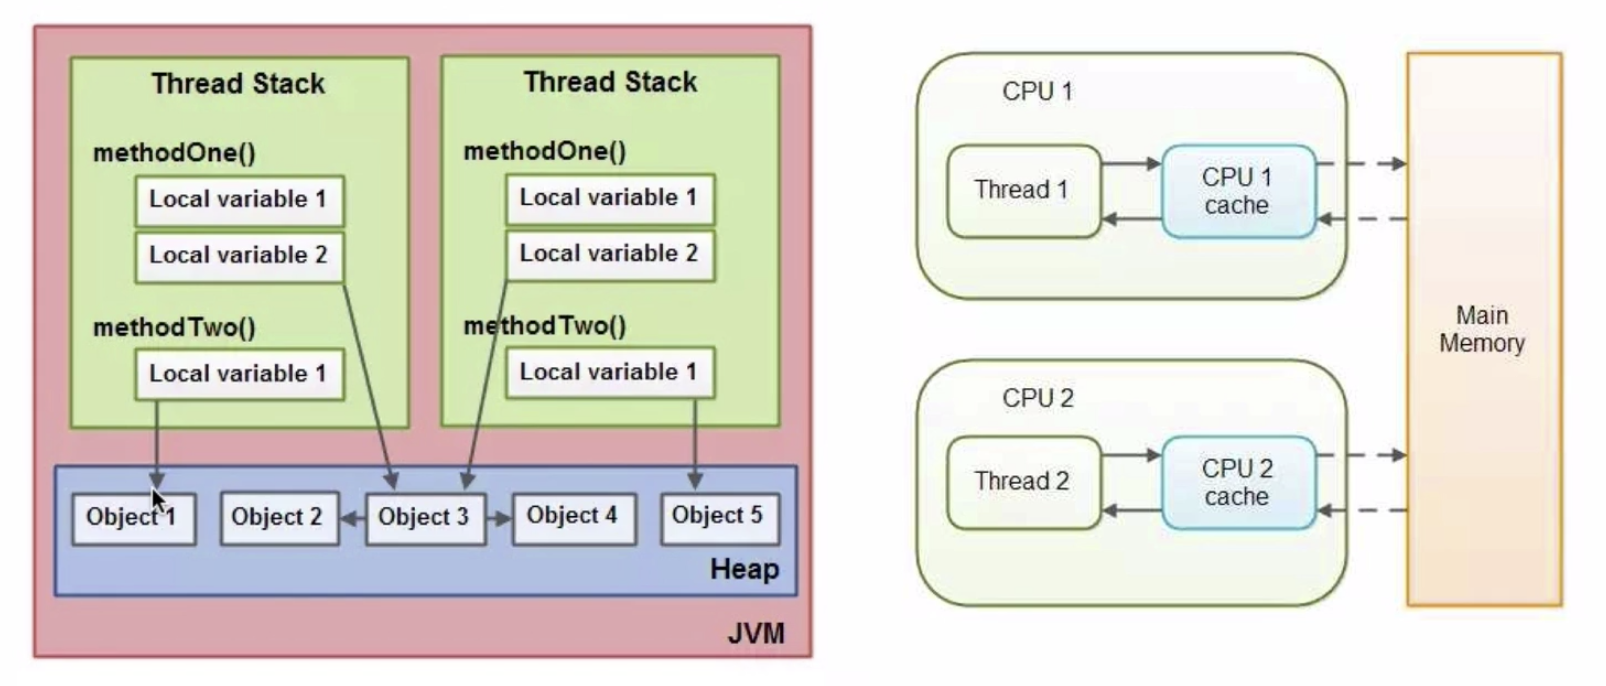 Thread Stack
methodOne()
Local variable 1
Local variable 2
methodTwo()
Local variable 1
Thread Stack
methodOne()
Local variable 1
Local variable 2
methodTwo()
Local variable 1
Object 1
Object 2
Object 3
Object 4
Object 5
Heap
JVM
CPU 1
Thread 1
CPU 1
cache
CPU 2
Thread 2
CPU 2
cache
Main
Memory